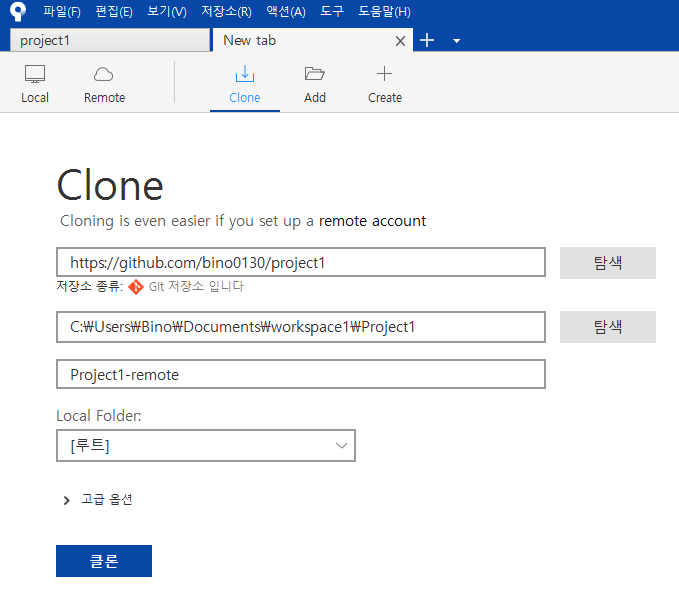 파일(F) 편집(E) 보기(V) 저장소(R) 액션(A) 도구 도움말(H)
project1 New tab
Local Remote Clone Add Create
Clone
Cloning is even easier if you set up a remote account
https://github.com/bino0130/project1 탐색
저장소 종류: GIt 저장소 입니다
C:₩Users₩Bino₩Documents₩workspace1₩Project1 탐색
Project1-remote
Local Folder:
[루트]
고급 옵션
클론